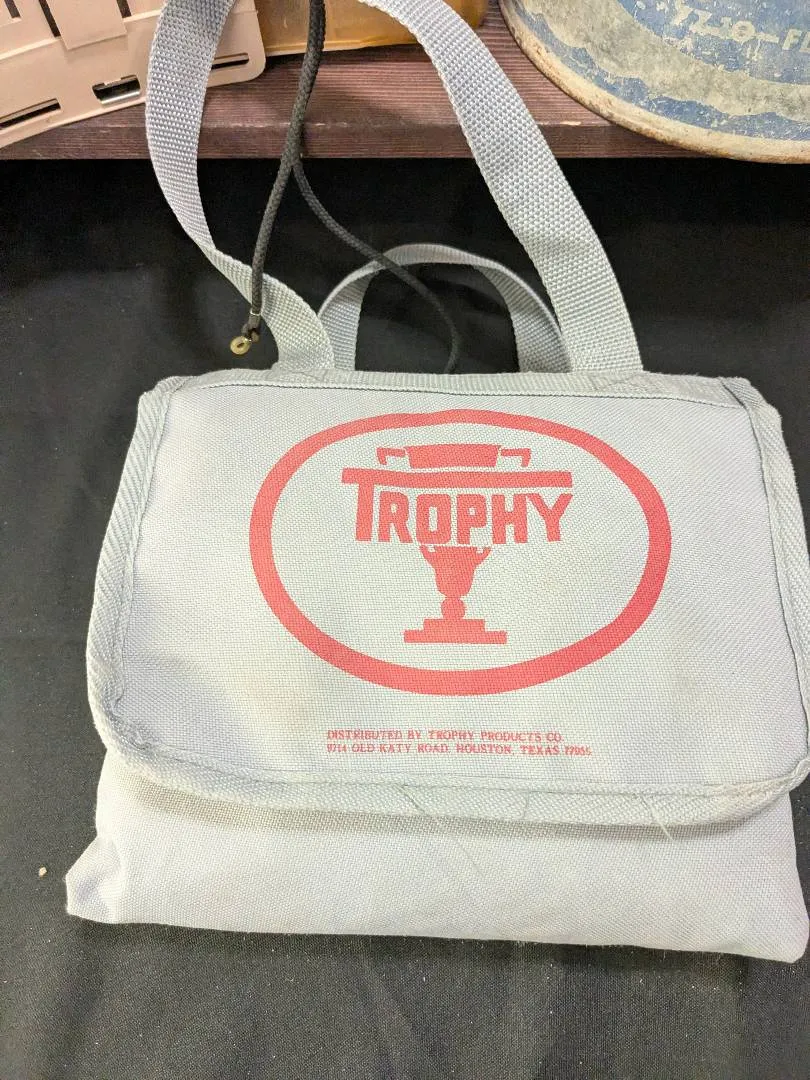 TROPHY
DISTRIBUTED BY TROPHY PRODUCTS CO.
9714 OLD KATY ROAD, HOUSTON, TEXAS 77055